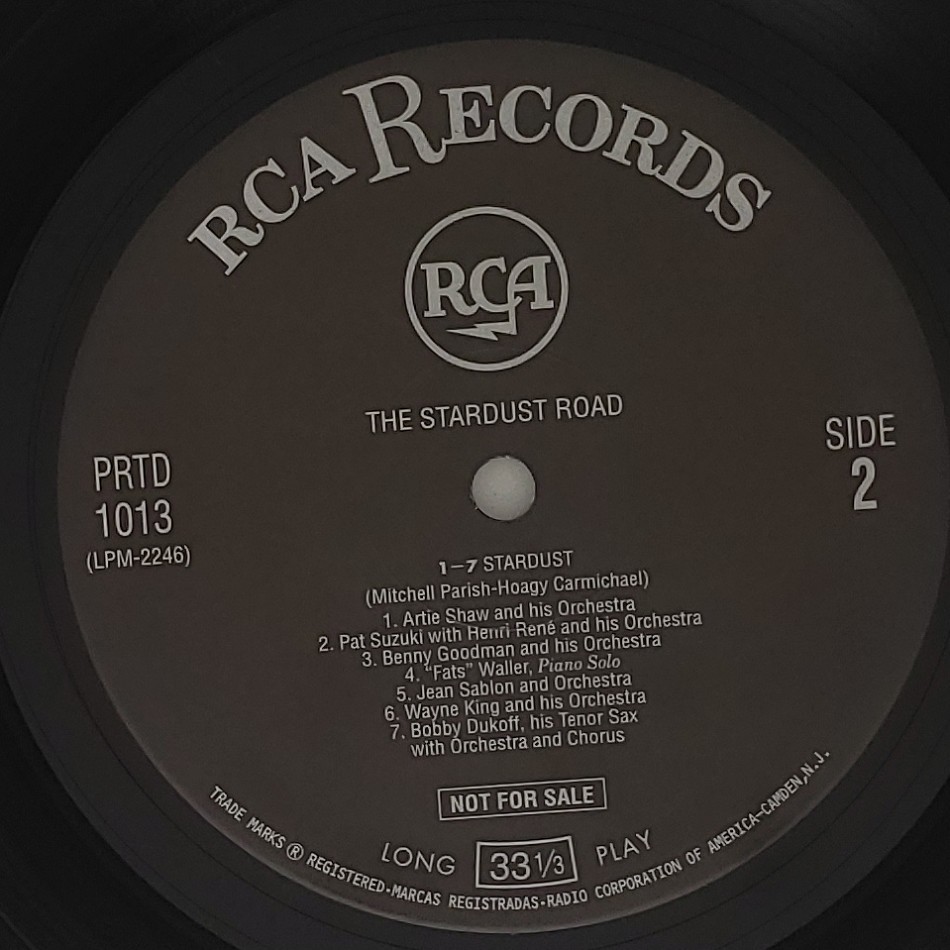 RCA RECORDS
RCA
THE STARDUST ROAD
PRTD
1013
(LPM-2246)
SIDE
2
1–7 STARDUST
(Mitchell Parish-Hoagy Carmichael)
1. Artie Shaw and his Orchestra
2. Pat Suzuki with Henri René and his Orchestra
3. Benny Goodman and his Orchestra
4. “Fats” Waller, Piano Solo
5. Jean Sablon and Orchestra
6. Wayne King and his Orchestra
7. Bobby Dukoff, his Tenor Sax
with Orchestra and Chorus
NOT FOR SALE
LONG 33 1/3 PLAY
TRADE MARKS ® REGISTERED•MARCAS REGISTRADAS•RADIO CORPORATION OF AMERICA—CAMDEN, N.J.